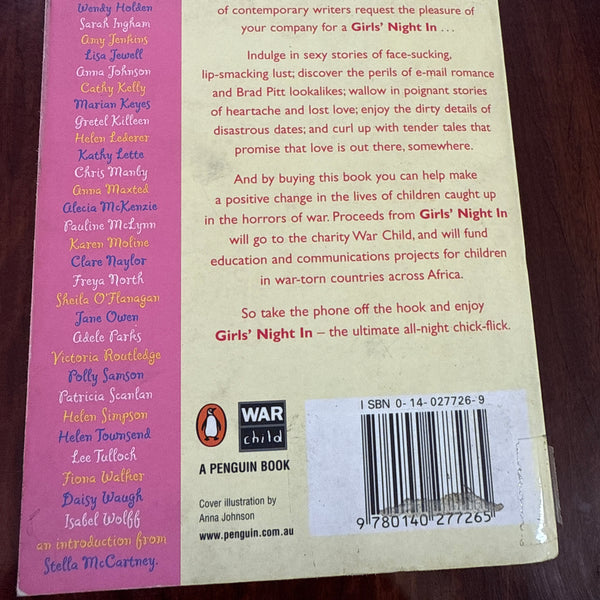 Wendy Holden
Sarah Ingham
Amy Jenkins
Lisa Jewell
Anna Johnson
Cathy Kelly
Marian Keyes
Gretel Killeen
Helen Lederer
Kathy Lette
Chris Manby
Anna Maxted
Alecia McKenzie
Pauline McLynn
Karen Moline
Clare Naylor
Freya North
Sheila O'Flanagan
Jane Owen
Adele Parks
Victoria Routledge
Polly Samson
Patricia Scanlan
Helen Simpson
Helen Townsend
Lee Tulloch
Fiona Walker
Daisy Waugh
Isabel Wolff
an introduction from
Stella McCartney.
of contemporary writers request the pleasure of
your company for a Girls' Night In ...
Indulge in sexy stories of face-sucking,
lip-smacking lust; discover the perils of e-mail romance
and Brad Pitt lookalikes; wallow in poignant stories
of heartache and lost love; enjoy the dirty details of
disastrous dates; and curl up with tender tales that
promise that love is out there, somewhere.
And by buying this book you can help make
a positive change in the lives of children caught up
in the horrors of war. Proceeds from Girls' Night In
will go to the charity War Child, and will fund
education and communications projects for children
in war-torn countries across Africa.
So take the phone off the hook and enjoy
Girls' Night In – the ultimate all-night chick-flick.
WAR
child
A PENGUIN BOOK
Cover illustration by
Anna Johnson
www.penguin.com.au
ISBN 0-14-027726-9
9 780140 277265